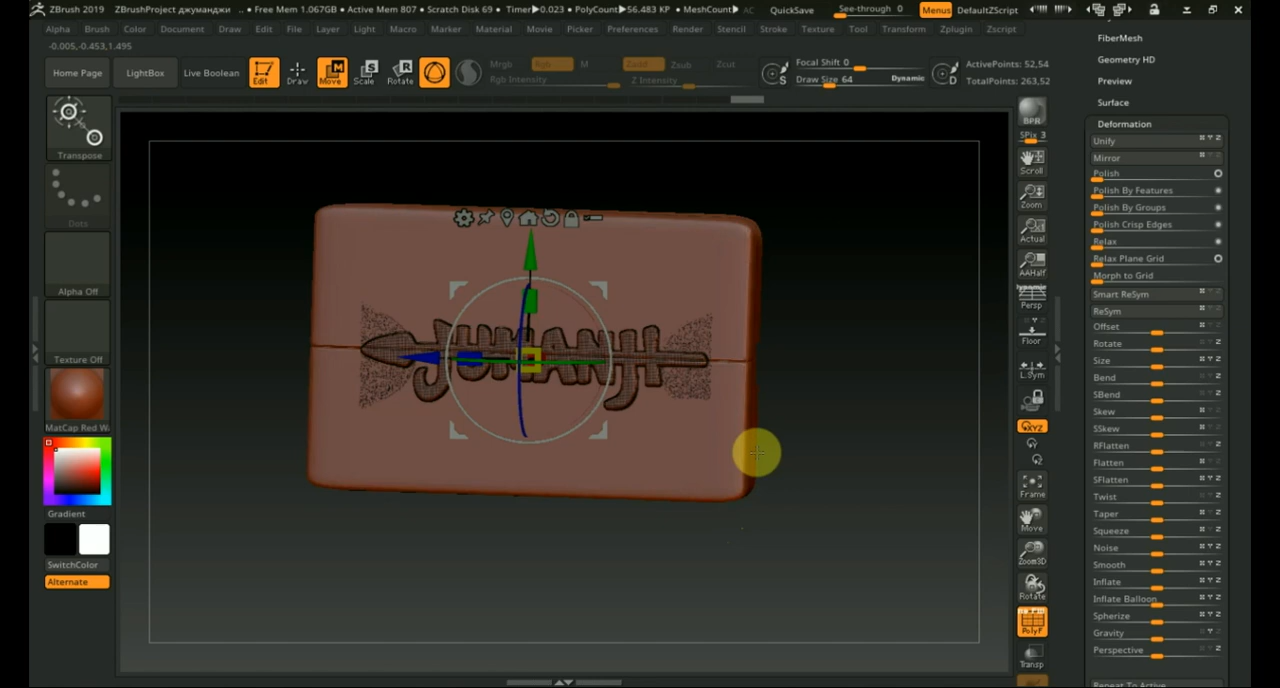 ZBrush 2019 ZBrushProject джуманджи .. • Free Mem 1.067GB • Active Mem 807 • Scratch Disk 69 • Timer▶0.023 • PolyCount▶56.483 KP • MeshCount▶ AC QuickSave See-through 0 Menus DefaultZScript
Alpha Brush Color Document Draw Edit File Layer Light Macro Marker Material Movie Picker Preferences Render Stencil Stroke Texture Tool Transform Zplugin Zscript
-0.005,-0.453,1.495
Home Page LightBox Live Boolean Edit Draw Move Scale Rotate
Mrgb Rgb M Zadd Zsub Zcut
Rgb Intensity Z Intensity
Focal Shift 0
Draw Size 64 Dynamic
S
D
ActivePoints: 52,54
TotalPoints: 263,52
Transpose
Dots
Alpha Off
Texture Off
MatCap Red Wa
Gradient
SwitchColor
Alternate
JUMANJI
BPR
SPix 3
Scroll
Zoom
Actual
AAHalf
Dynamic
Persp
Floor
L.Sym
XYZ
Frame
Move
Zoom3D
Rotate
PolyF
Transp
FiberMesh
Geometry HD
Preview
Surface
Deformation
Unify
Mirror
Polish
Polish By Features
Polish By Groups
Polish Crisp Edges
Relax
Relax Plane Grid
Morph to Grid
Smart ReSym
ReSym
Offset
Rotate
Size
Bend
SBend
Skew
SSkew
RFlatten
Flatten
SFlatten
Twist
Taper
Squeeze
Noise
Smooth
Inflate
Inflate Balloon
Spherize
Gravity
Perspective
Repeat To Active